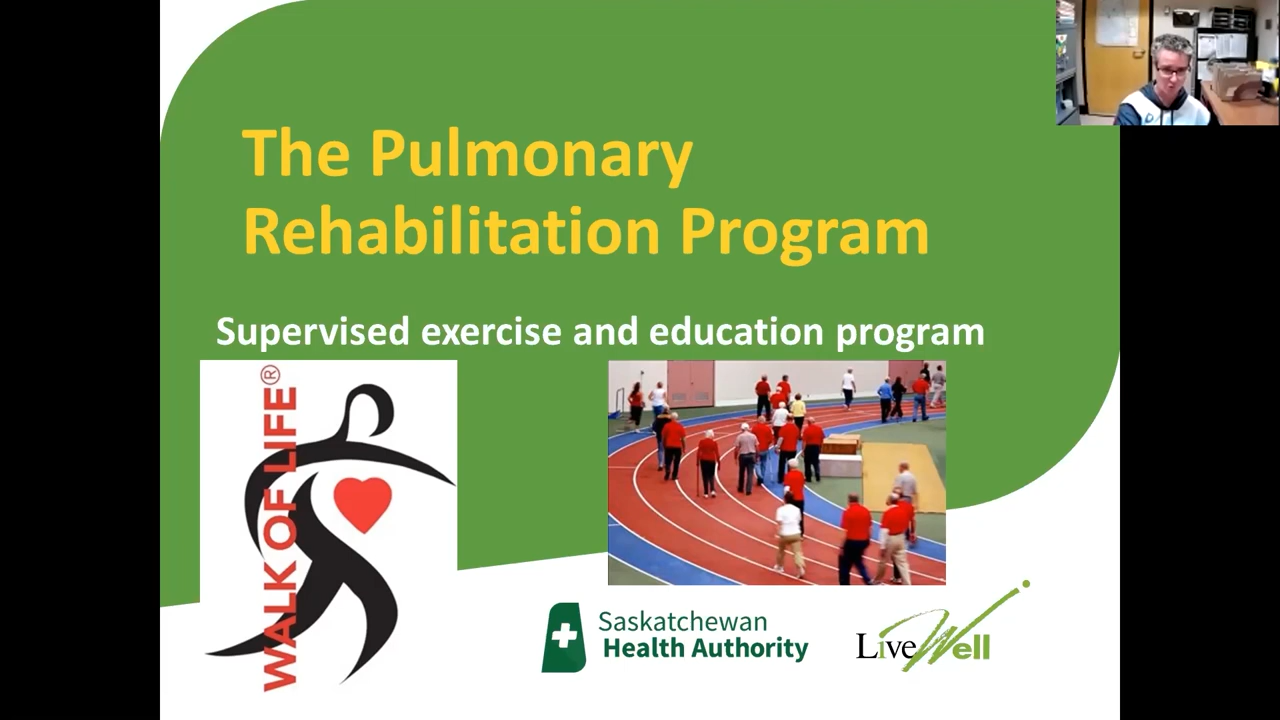 The Pulmonary
Rehabilitation Program
Supervised exercise and education program
WALK OF LIFE®
Saskatchewan
Health Authority
LiveWell